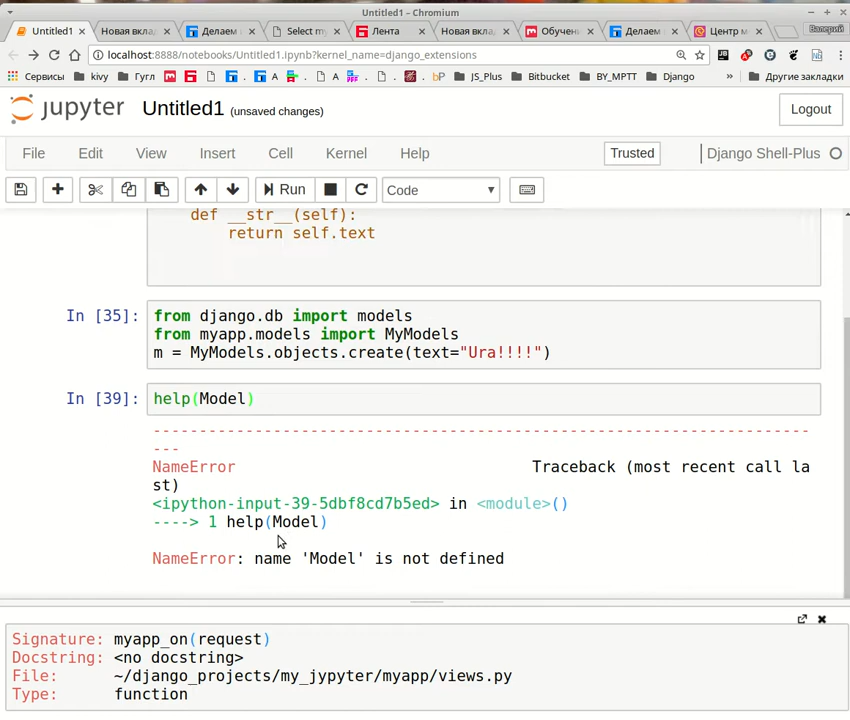 Untitled1 - Chromium
Untitled1
Новая вкла
Делаем
Select m
Лента
Новая вкл
Обучен
Делаем
Центр м
Валерий
localhost:8888/notebooks/Untitled1.ipynb?kernel_name=django_extensions
Сервисы kivy Гугл A A bP JS_Plus Bitbucket BY_MPTT Django » Другие закладки
jupyter Untitled1 (unsaved changes) Logout
File Edit View Insert Cell Kernel Help Trusted Django Shell-Plus
Run Code
def __str__(self):
return self.text
In [35]: from django.db import models
from myapp.models import MyModels
m = MyModels.objects.create(text="Ura!!!!")
In [39]: help(Model)
-----------------------------------------------------------------------
---
NameError Traceback (most recent call la
st)
<ipython-input-39-5dbf8cd7b5ed> in <module>()
----> 1 help(Model)
NameError: name 'Model' is not defined
Signature: myapp_on(request)
Docstring: <no docstring>
File: ~/django_projects/my_jypyter/myapp/views.py
Type: function